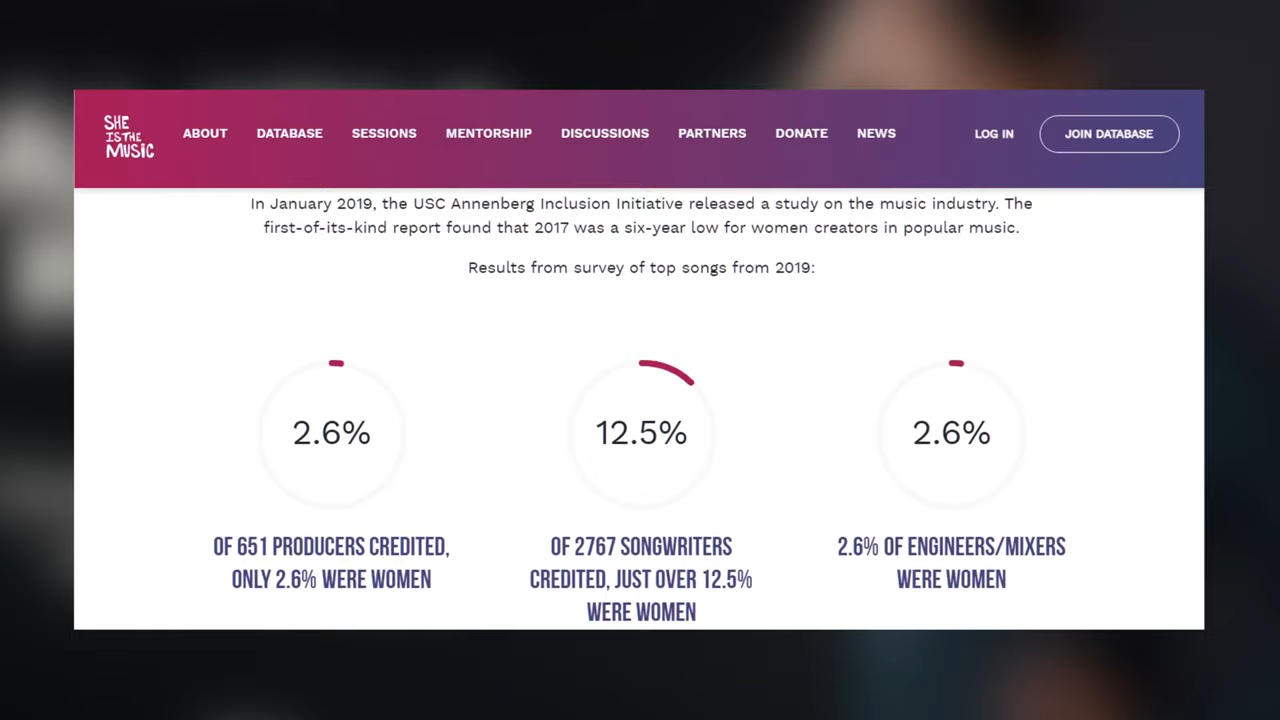 SHE
IS THE
MUSIC
ABOUT DATABASE SESSIONS MENTORSHIP DISCUSSIONS PARTNERS DONATE NEWS LOG IN JOIN DATABASE
In January 2019, the USC Annenberg Inclusion Initiative released a study on the music industry. The
first-of-its-kind report found that 2017 was a six-year low for women creators in popular music.
Results from survey of top songs from 2019:
2.6%
OF 651 PRODUCERS CREDITED,
ONLY 2.6% WERE WOMEN
12.5%
OF 2767 SONGWRITERS
CREDITED, JUST OVER 12.5%
WERE WOMEN
2.6%
2.6% OF ENGINEERS/MIXERS
WERE WOMEN